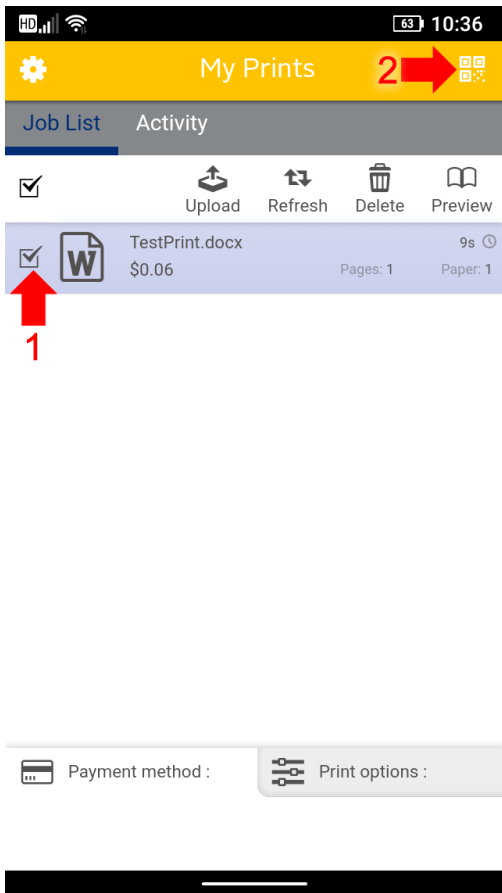 HD 63 10:36
My Prints 2
Job List Activity
Upload Refresh Delete Preview
W TestPrint.docx 9s
$0.06 Pages: 1 Paper: 1
1
Payment method : Print options :